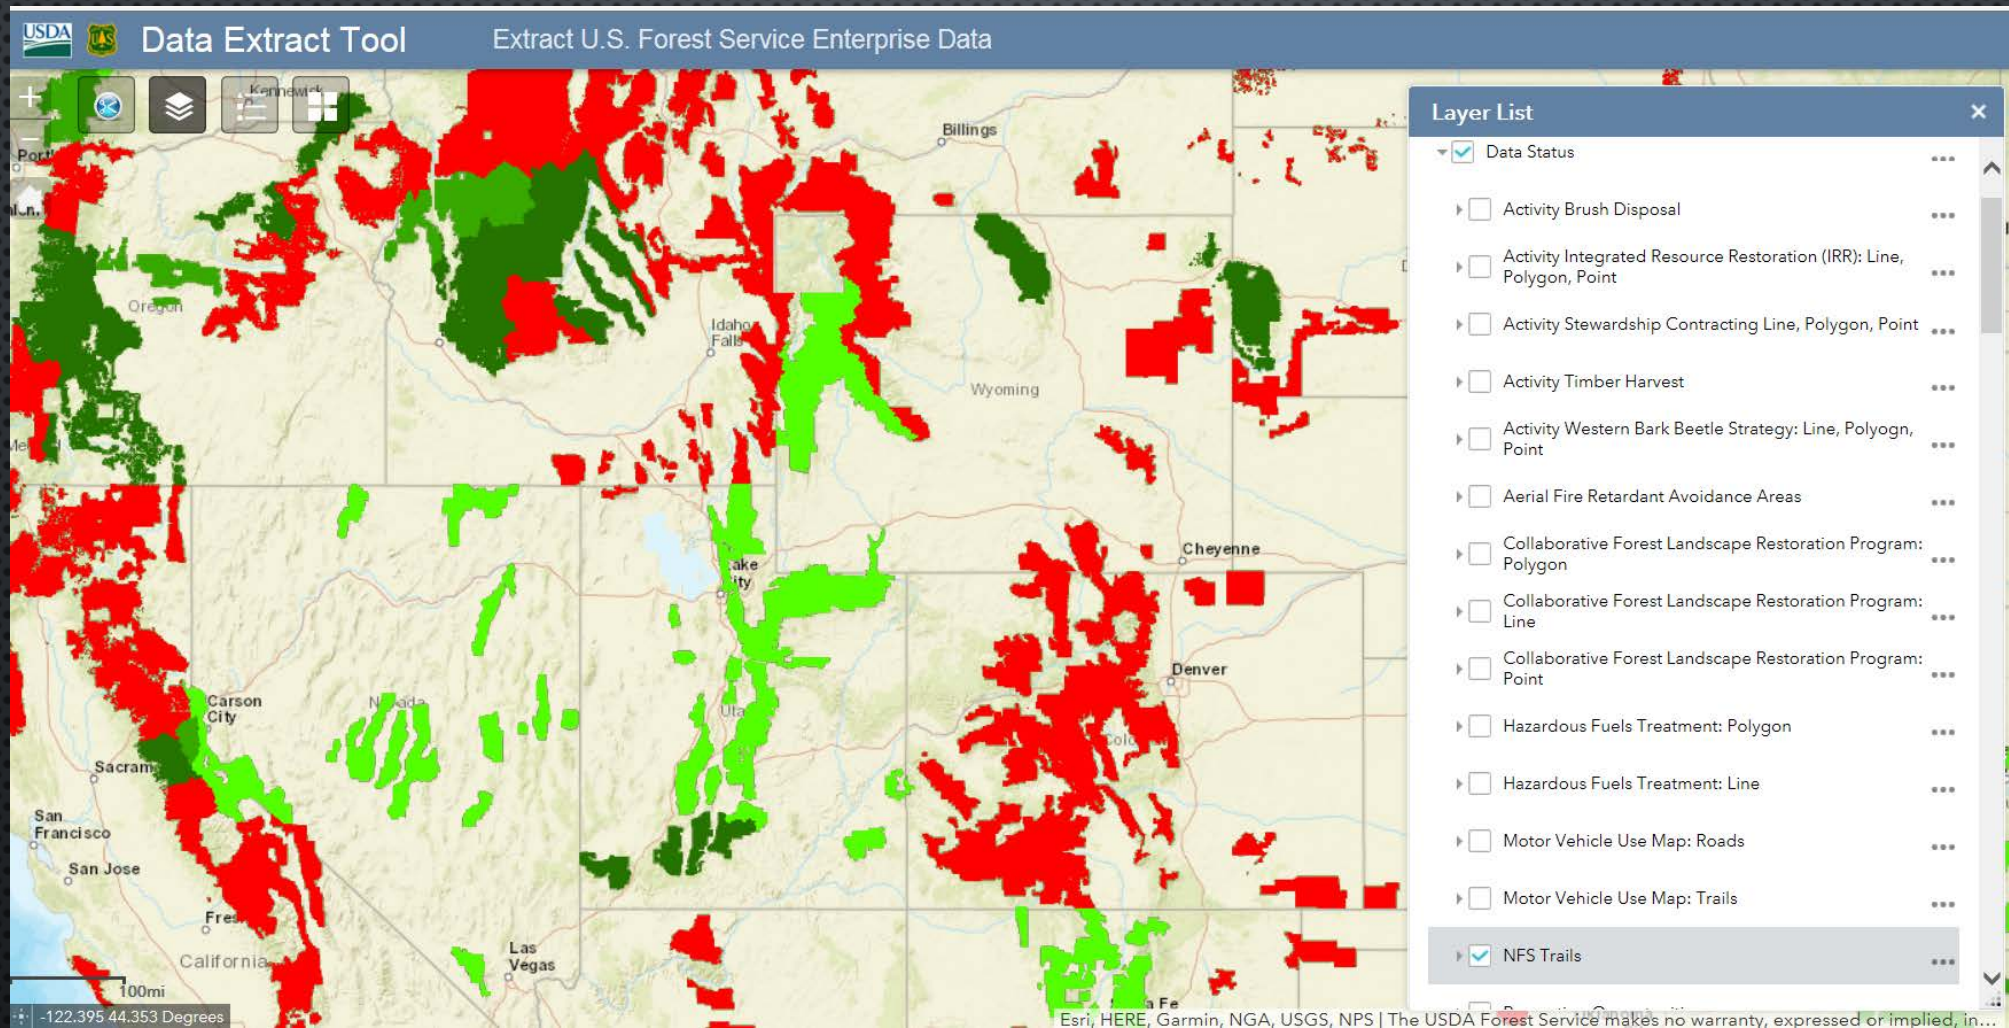 USDA
Data Extract Tool
Extract U.S. Forest Service Enterprise Data
Kennewick
Billings
Oregon
Idaho
Falls
Wyoming
Cheyenne
Denver
Carson
City
Sacram
San
Francisco
San Jose
Fres
California
Las
Vegas
100mi
-122.395 44.353 Degrees
Layer List
Data Status
Activity Brush Disposal
Activity Integrated Resource Restoration (IRR): Line,
Polygon, Point
Activity Stewardship Contracting Line, Polygon, Point
Activity Timber Harvest
Activity Western Bark Beetle Strategy: Line, Polyogn,
Point
Aerial Fire Retardant Avoidance Areas
Collaborative Forest Landscape Restoration Program:
Polygon
Collaborative Forest Landscape Restoration Program:
Line
Collaborative Forest Landscape Restoration Program:
Point
Hazardous Fuels Treatment: Polygon
Hazardous Fuels Treatment: Line
Motor Vehicle Use Map: Roads
Motor Vehicle Use Map: Trails
NFS Trails
Esri, HERE, Garmin, NGA, USGS, NPS | The USDA Forest Service makes no warranty, expressed or implied, in...